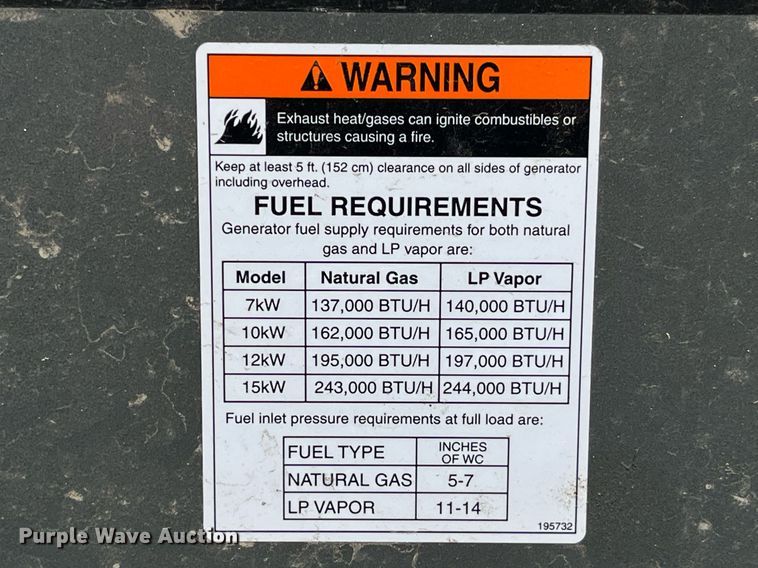 WARNING
Exhaust heat/gases can ignite combustibles or
structures causing a fire.
Keep at least 5 ft. (152 cm) clearance on all sides of generator
including overhead.
FUEL REQUIREMENTS
Generator fuel supply requirements for both natural
gas and LP vapor are:
Model Natural Gas LP Vapor
7kW 137,000 BTU/H 140,000 BTU/H
10kW 162,000 BTU/H 165,000 BTU/H
12kW 195,000 BTU/H 197,000 BTU/H
15kW 243,000 BTU/H 244,000 BTU/H
Fuel inlet pressure requirements at full load are:
FUEL TYPE INCHES
OF WC
NATURAL GAS 5-7
LP VAPOR 11-14
195732
Purple Wave Auction